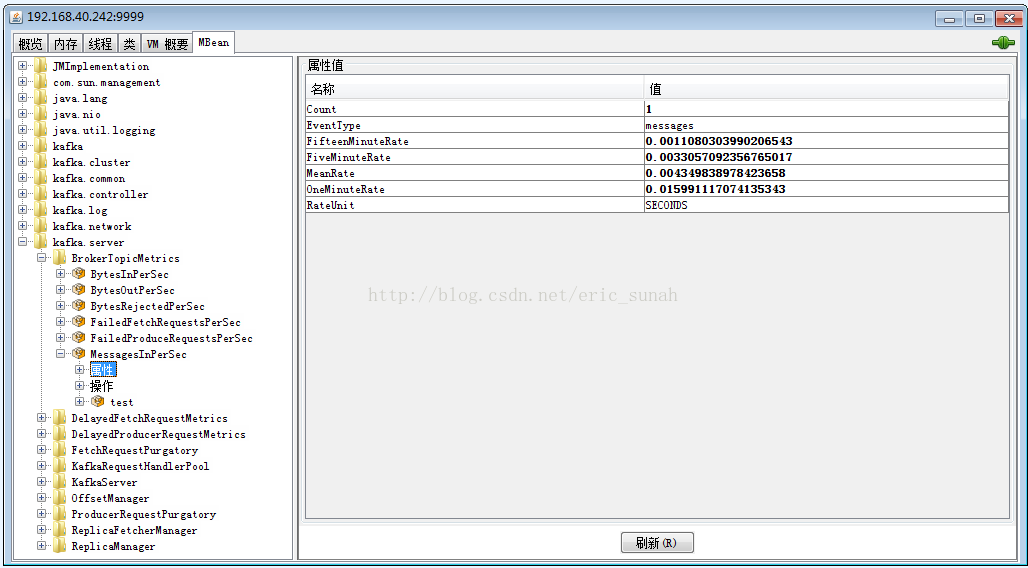 192.168.40.242:9999
概览 内存 线程 类 VM 概要 MBean
JMImplementation
com.sun.management
java.lang
java.nio
java.util.logging
kafka
kafka.cluster
kafka.common
kafka.controller
kafka.log
kafka.network
kafka.server
BrokerTopicMetrics
BytesInPerSec
BytesOutPerSec
BytesRejectedPerSec
FailedFetchRequestsPerSec
FailedProduceRequestsPerSec
MessagesInPerSec
属性
操作
test
DelayedFetchRequestMetrics
DelayedProducerRequestMetrics
FetchRequestPurgatory
KafkaRequestHandlerPool
KafkaServer
OffsetManager
ProducerRequestPurgatory
ReplicaFetcherManager
ReplicaManager
属性值
名称 值
Count 1
EventType messages
FifteenMinuteRate 0.0011080303990206543
FiveMinuteRate 0.0033057092356765017
MeanRate 0.004349838978423658
OneMinuteRate 0.015991117074135343
RateUnit SECONDS
http://blog.csdn.net/eric_sunah
刷新(R)